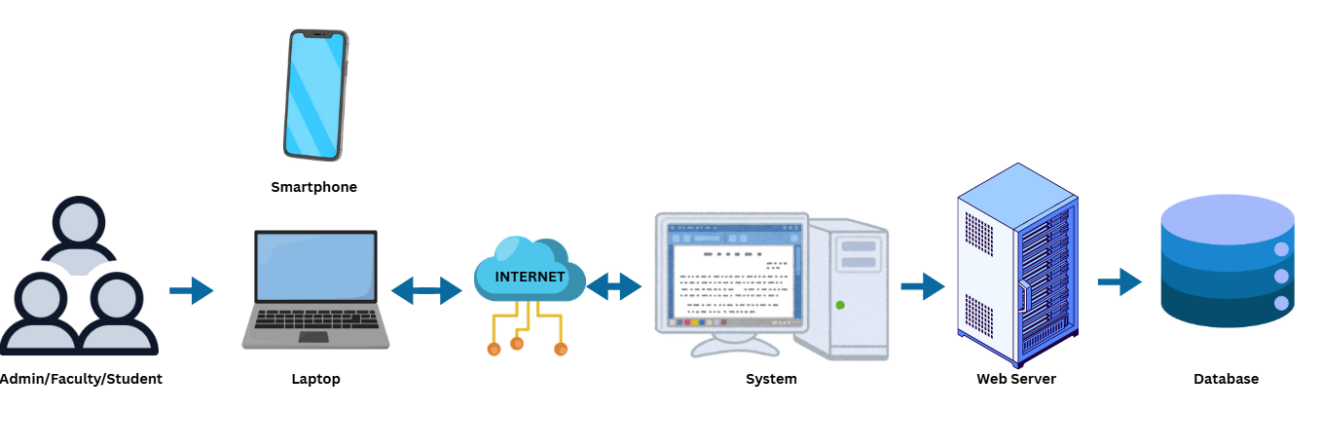 Smartphone
INTERNET
Admin/Faculty/Student
Laptop
System
Web Server
Database